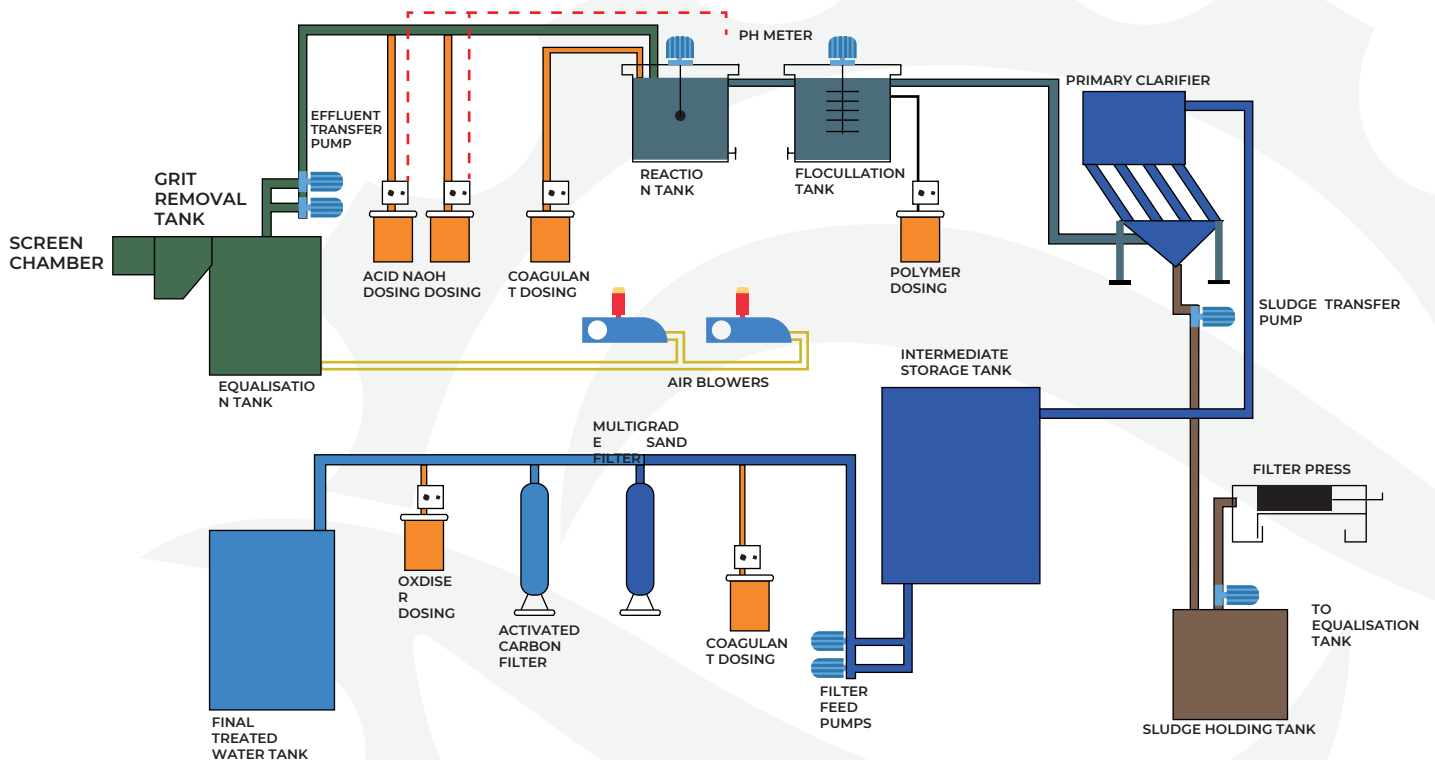 PH METER
PRIMARY CLARIFIER
EFFLUENT
TRANSFER
PUMP
GRIT
REMOVAL
TANK
SCREEN
CHAMBER
REACTIO
N TANK
FLOCULLATION
TANK
ACID NAOH
DOSING DOSING
COAGULAN
T DOSING
POLYMER
DOSING
SLUDGE TRANSFER
PUMP
EQUALISATIO
N TANK
AIR BLOWERS
INTERMEDIATE
STORAGE TANK
MULTIGRAD
E SAND
FILTER
FILTER PRESS
OXDISE
R
DOSING
ACTIVATED
CARBON
FILTER
COAGULAN
T DOSING
FILTER
FEED
PUMPS
TO
EQUALISATION
TANK
FINAL
TREATED
WATER TANK
SLUDGE HOLDING TANK